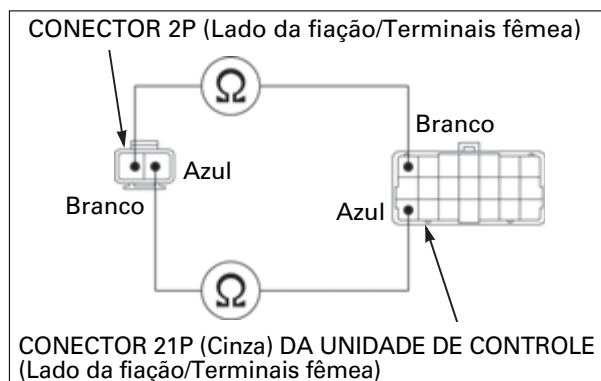 CONECTOR 2P (Lado da fiação/Terminais fêmea)
Ω
Branco
Azul
Branco
Azul
Ω
CONECTOR 21P (Cinza) DA UNIDADE DE CONTROLE
(Lado da fiação/Terminais fêmea)